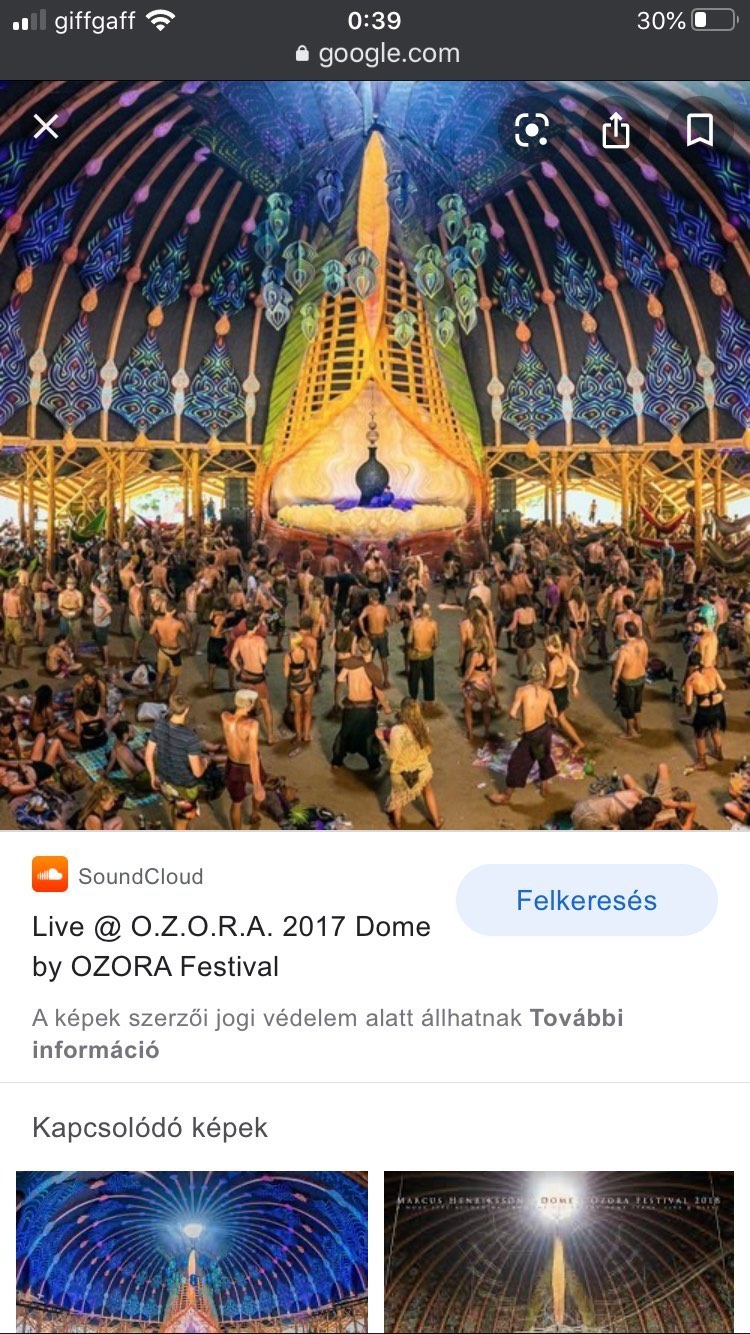 giffgaff
0:39
30%
google.com
SoundCloud
Felkeresés
Live @ O.Z.O.R.A. 2017 Dome
by OZORA Festival
A képek szerzői jogi védelem alatt állhatnak További
információ
Kapcsolódó képek
MARCUS HENRIKSSON DOME OZORA FESTIVAL 2018